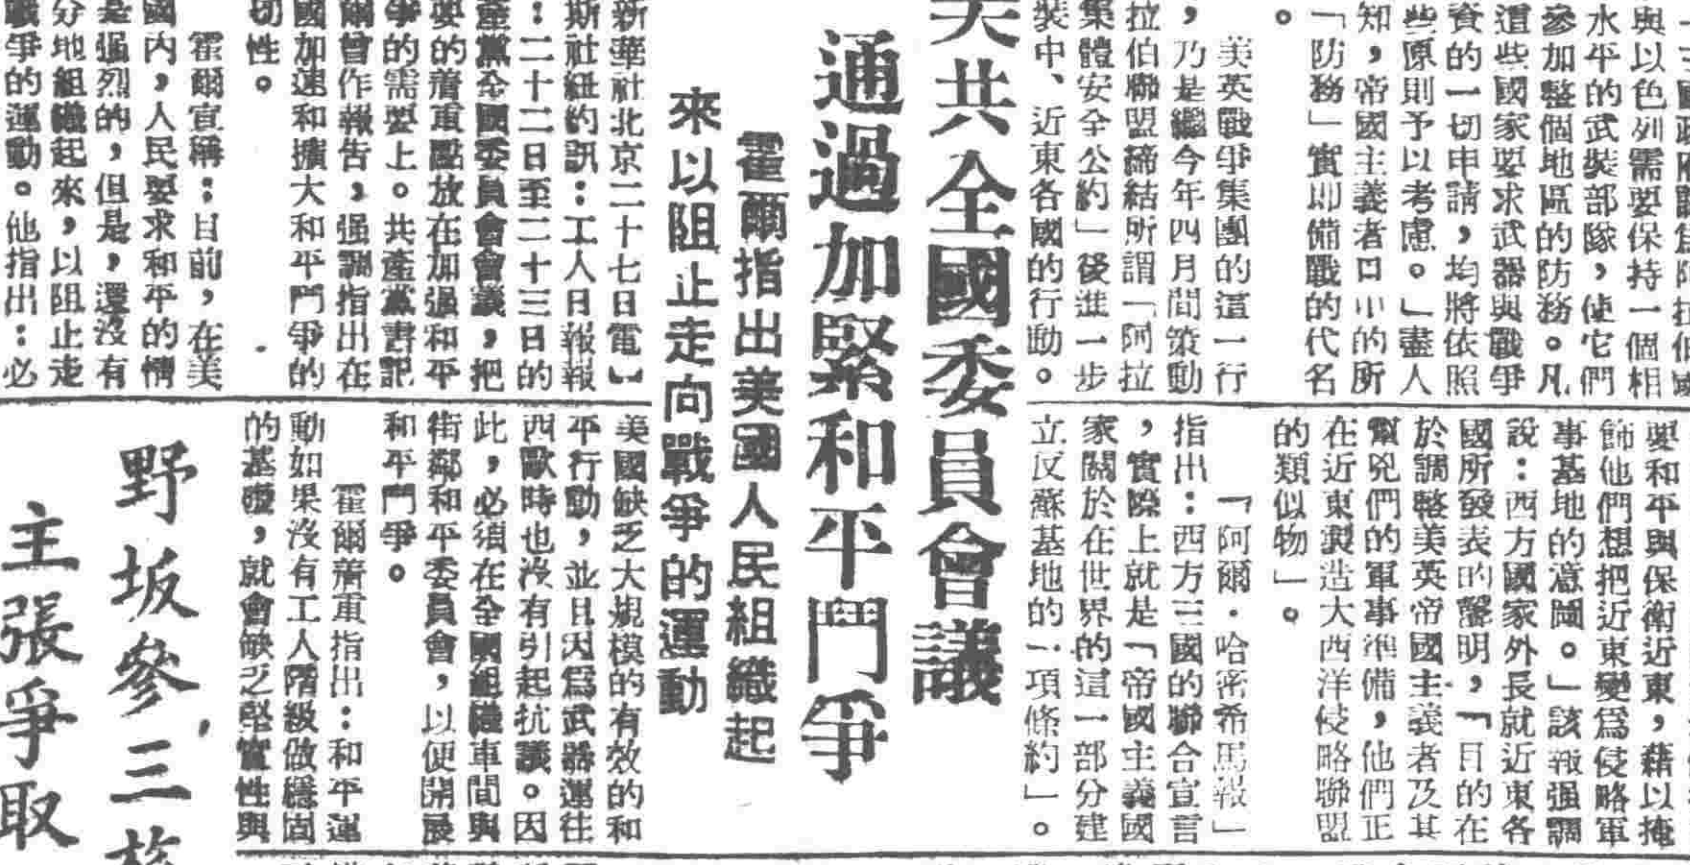 三國政府認爲阿拉伯國
與以色列需要保持一個相
水平的武裝部隊，使它們
參加整個地區的防務。凡
這些國家要求武器與戰爭
資的一切申請，均將依照
些原則予以考慮。」盡人
知，帝國主義者口中的所
「防務」實即備戰的代名
。
美英戰爭集團的這一行
，乃是繼今年四月間策動
拉伯聯盟締結所謂「阿拉
集體安全公約」後進一步
裝中、近東各國的行動。
要和平與保衛近東，藉以掩
飾他們想把近東變爲侵略軍
事基地的意圖。」該報强調
說：西方國家外長就近東各
國所發表的聲明，「目的在
於調整美英帝國主義者及其
幫兇們的軍事準備，他們正
在近東製造大西洋侵略聯盟
的類似物」。
「阿爾·哈密希馬報」
指出：西方三國的聯合宣言
，實際上就是「帝國主義國
家關於在世界的這一部分建
立反蘇基地的一項條約」。
美共全國委員會議
通過加緊和平鬥爭
霍爾指出美國人民組織起
來以阻止走向戰爭的運動
新華社北京二十七日電】
斯社紐約訊：工人日報報
：二十二日至二十三日的
產黨全國委員會會議，把
要的着重點放在加强和平
爭的需要上。共產黨書記
爾曾作報告，强調指出在
國加速和擴大和平鬥爭的
切性。
霍爾宣稱：目前，在美
國內，人民要求和平的情
是强烈的，但是，還沒有
分地組織起來，以阻止走
戰爭的運動。他指出：必
美國缺乏大規模的有效的和
平行動，並且因爲武器運往
西歐時也沒有引起抗議。因
此，必須在全國組織車間與
街鄰和平委員會，以便開展
和平鬥爭。
霍爾着重指出：和平運
動如果沒有工人階級做穩固
的基礎，就會缺乏堅實性與
野坂參三
主張爭取